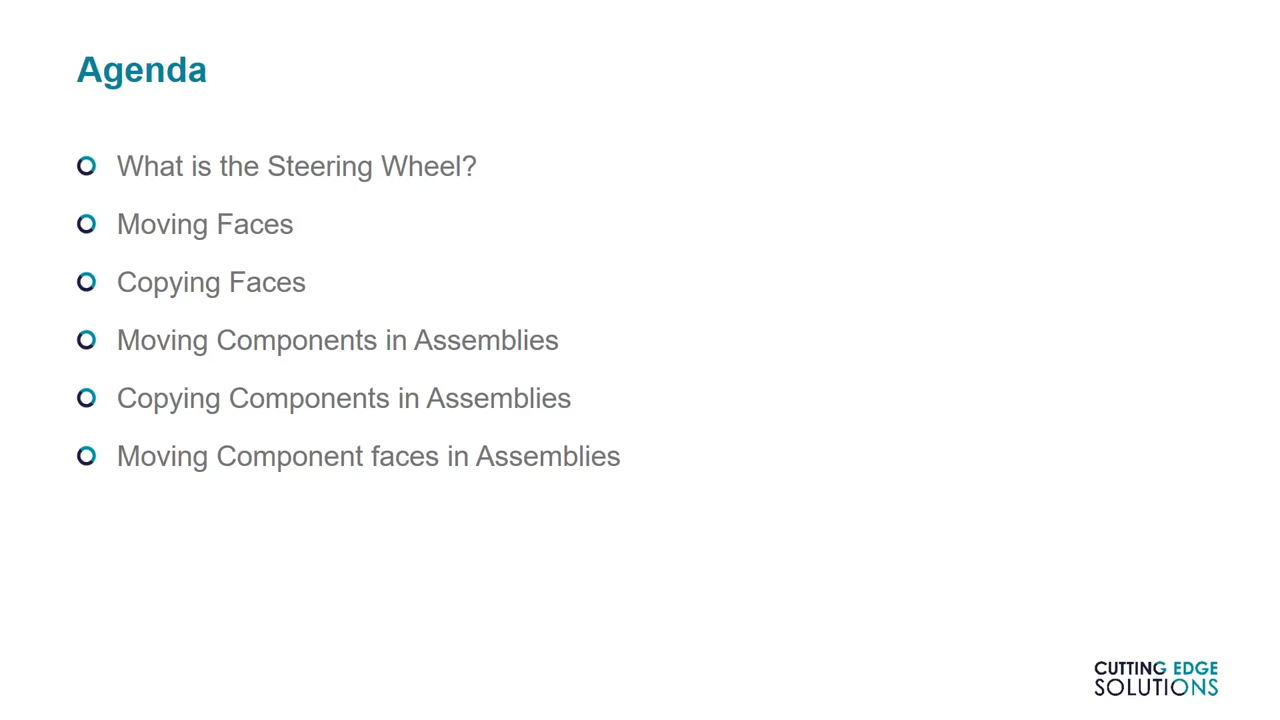 Agenda
What is the Steering Wheel?
Moving Faces
Copying Faces
Moving Components in Assemblies
Copying Components in Assemblies
Moving Component faces in Assemblies
CUTTING EDGE
SOLUTIONS